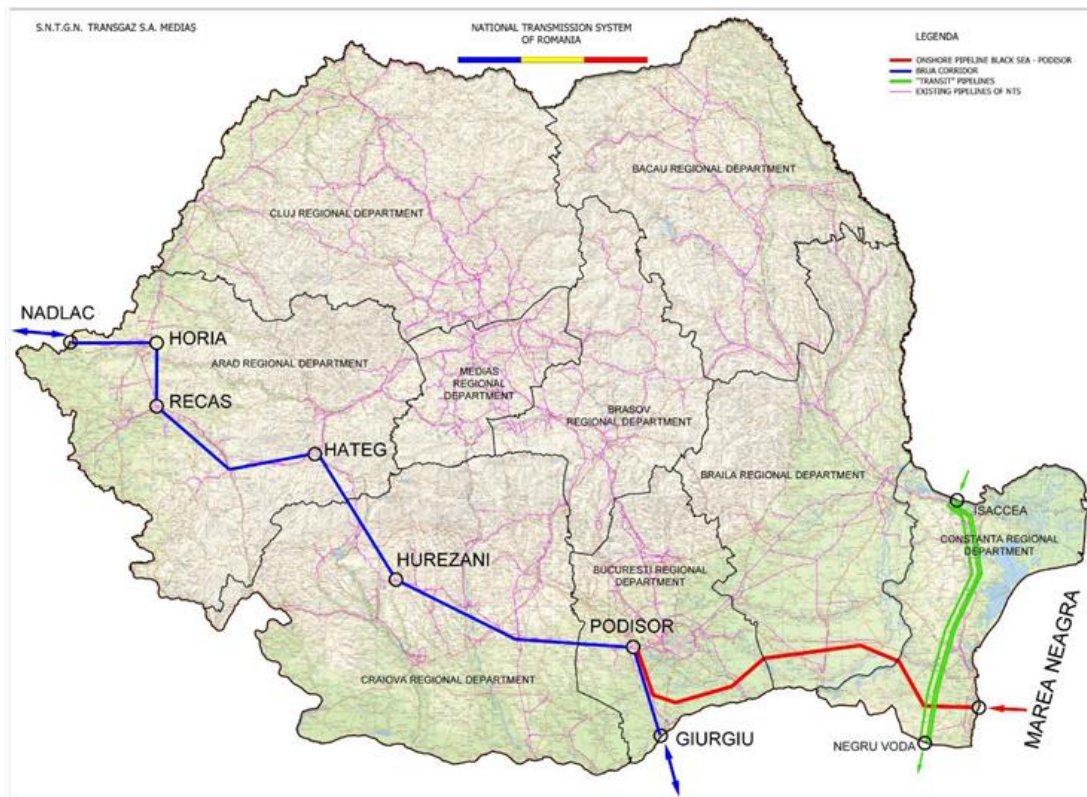 S.N.T.G.N. TRANSGAZ S.A. MEDIAȘ
NATIONAL TRANSMISSION SYSTEM
OF ROMANIA
LEGENDA
ONSHORE PIPELINE BLACK SEA - PODISOR
BRUA CORRIDOR
"TRANSIT" PIPELINES
EXISTING PIPELINES OF NTS
BACAU REGIONAL DEPARTMENT
CLUJ REGIONAL DEPARTMENT
NADLAC
HORIA
ARAD REGIONAL DEPARTMENT
MEDIAS
REGIONAL
DEPARTMENT
RECAS
BRASOV
REGIONAL DEPARTMENT
HATEG
BRAILA REGIONAL DEPARTMENT
ISACCEA
CONSTANTA REGIONAL
DEPARTMENT
HUREZANI
BUCURESTI REGIONAL
DEPARTMENT
PODISOR
CRAIOVA REGIONAL DEPARTMENT
MAREA NEAGRA
GIURGIU
NEGRU VODA